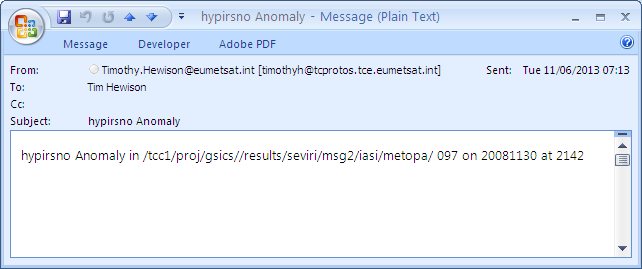 hypirsno Anomaly - Message (Plain Text)
Message Developer Adobe PDF
From: Timothy.Hewison@eumetsat.int [timothyh@tcprotos.tce.eumetsat.int] Sent: Tue 11/06/2013 07:13
To: Tim Hewison
Cc:
Subject: hypirsno Anomaly
hypirsno Anomaly in /tcc1/proj/gsics//results/seviri/msg2/iasi/metopa/ 097 on 20081130 at 2142